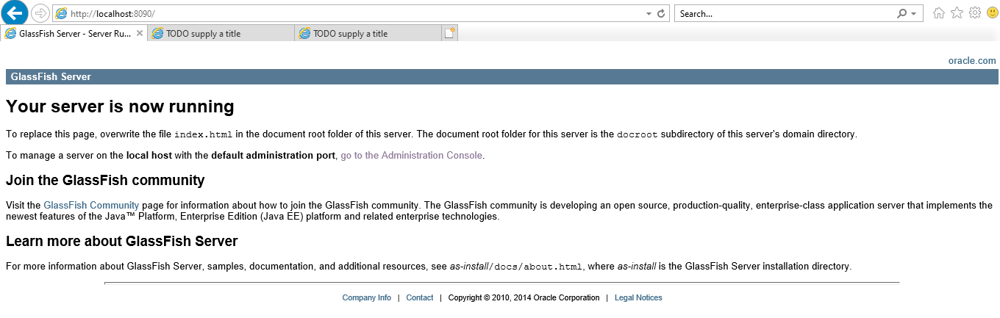 http://localhost:8090/
Search...
GlassFish Server - Server Ru...
TODO supply a title
TODO supply a title
oracle.com
GlassFish Server
Your server is now running
To replace this page, overwrite the file index.html in the document root folder of this server. The document root folder for this server is the docroot subdirectory of this server's domain directory.
To manage a server on the local host with the default administration port, go to the Administration Console.
Join the GlassFish community
Visit the GlassFish Community page for information about how to join the GlassFish community. The GlassFish community is developing an open source, production-quality, enterprise-class application server that implements the
newest features of the Java™ Platform, Enterprise Edition (Java EE) platform and related enterprise technologies.
Learn more about GlassFish Server
For more information about GlassFish Server, samples, documentation, and additional resources, see as-install/docs/about.html, where as-install is the GlassFish Server installation directory.
Company Info | Contact | Copyright © 2010, 2014 Oracle Corporation | Legal Notices